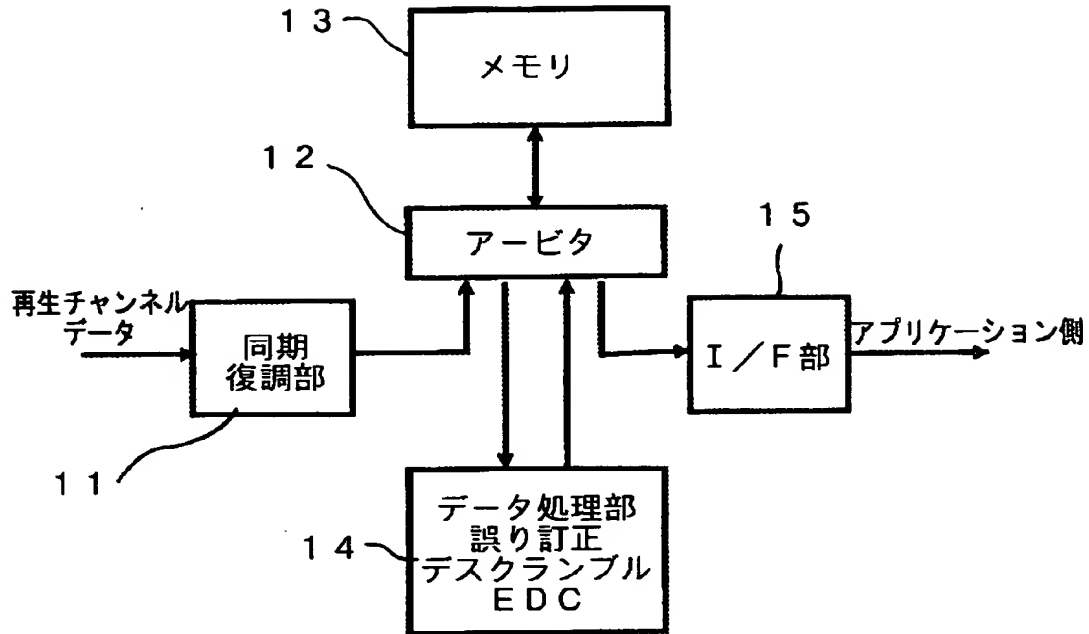 １３
メモリ
１２
アービタ
１５
再生チャンネル
データ
同期
復調部
Ｉ／Ｆ部
アプリケーション側
１１
１４
データ処理部
誤り訂正
デスクランブル
ＥＤＣ